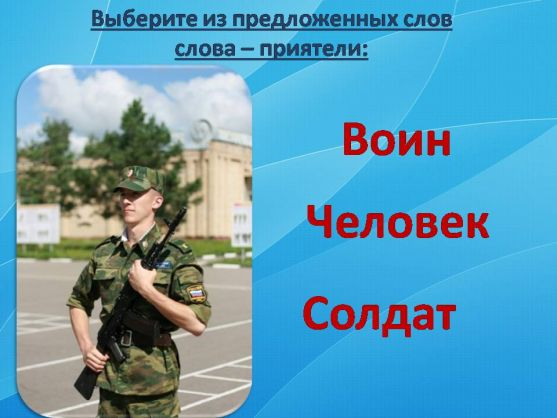 Выберите из предложенных слов
слова – приятели:
Воин
Человек
Солдат